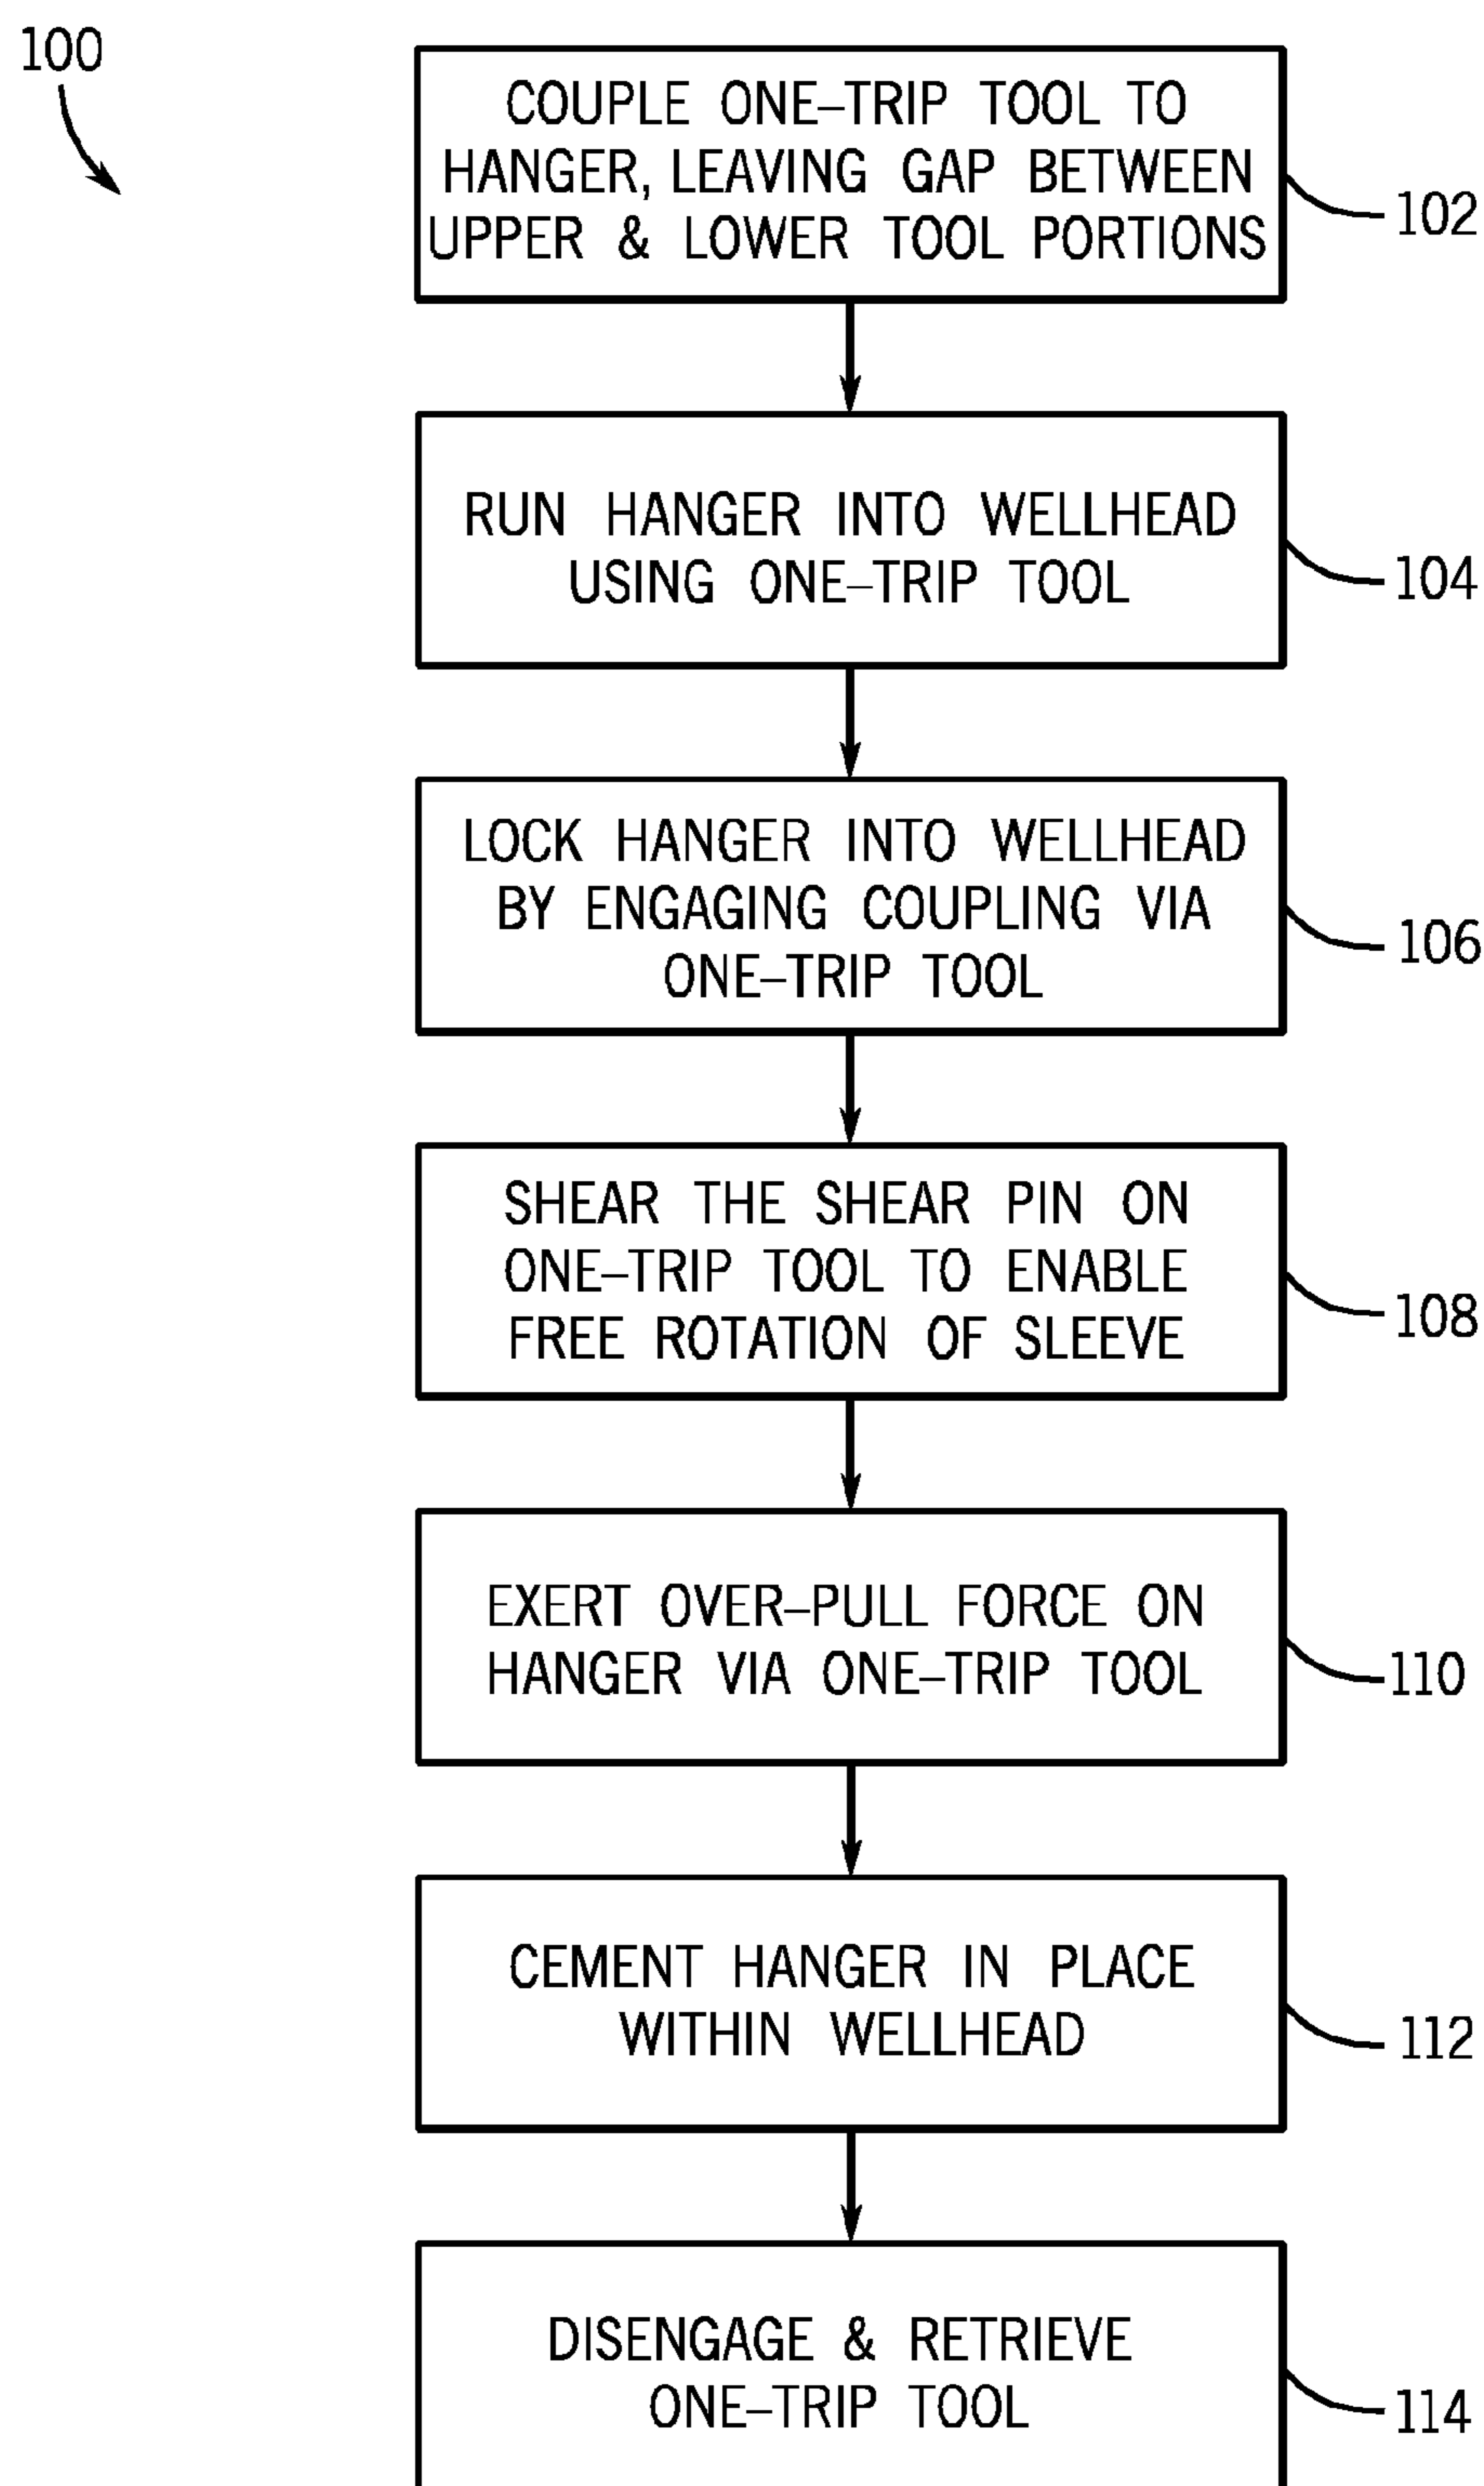 100
COUPLE ONE–TRIP TOOL TO
HANGER, LEAVING GAP BETWEEN
UPPER & LOWER TOOL PORTIONS
102
RUN HANGER INTO WELLHEAD
USING ONE–TRIP TOOL
104
LOCK HANGER INTO WELLHEAD
BY ENGAGING COUPLING VIA
ONE–TRIP TOOL
106
SHEAR THE SHEAR PIN ON
ONE–TRIP TOOL TO ENABLE
FREE ROTATION OF SLEEVE
108
EXERT OVER–PULL FORCE ON
HANGER VIA ONE–TRIP TOOL
110
CEMENT HANGER IN PLACE
WITHIN WELLHEAD
112
DISENGAGE & RETRIEVE
ONE–TRIP TOOL
114